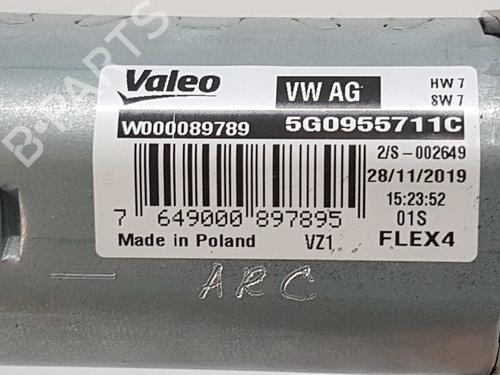 Valeo VW AG HW 7
SW 7
W000089789 5G0955711C
2/S-002649
28/11/2019
15:23:52
7 649000 897895 01S
Made in Poland VZ1 FLEX4
ARC
B-PARTS